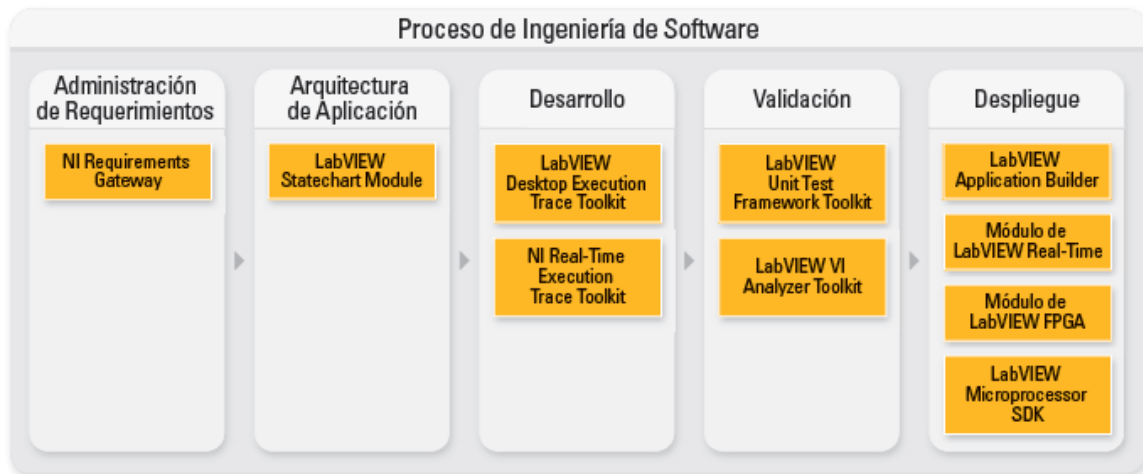 Proceso de Ingeniería de Software
Administración
de Requerimientos
NI Requirements
Gateway
Arquitectura
de Aplicación
LabVIEW
Statechart Module
Desarrollo
LabVIEW
Desktop Execution
Trace Toolkit
NI Real-Time
Execution
Trace Toolkit
Validación
LabVIEW
Unit Test
Framework Toolkit
LabVIEW VI
Analyzer Toolkit
Despliegue
LabVIEW
Application Builder
Módulo de
LabVIEW Real-Time
Módulo de
LabVIEW FPGA
LabVIEW
Microprocessor
SDK